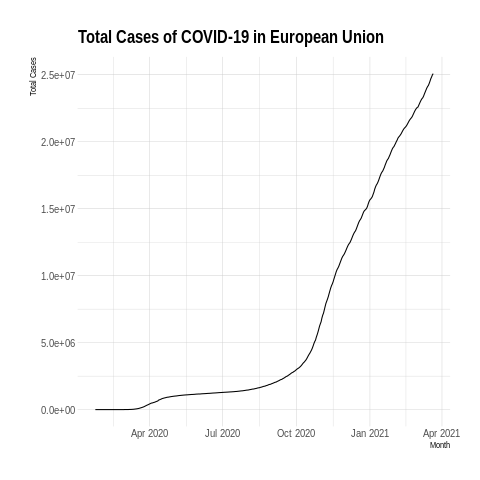 Total Cases of COVID-19 in European Union
Total Cases
2.5e+07
2.0e+07
1.5e+07
1.0e+07
5.0e+06
0.0e+00
Apr 2020 Jul 2020 Oct 2020 Jan 2021 Apr 2021
Month